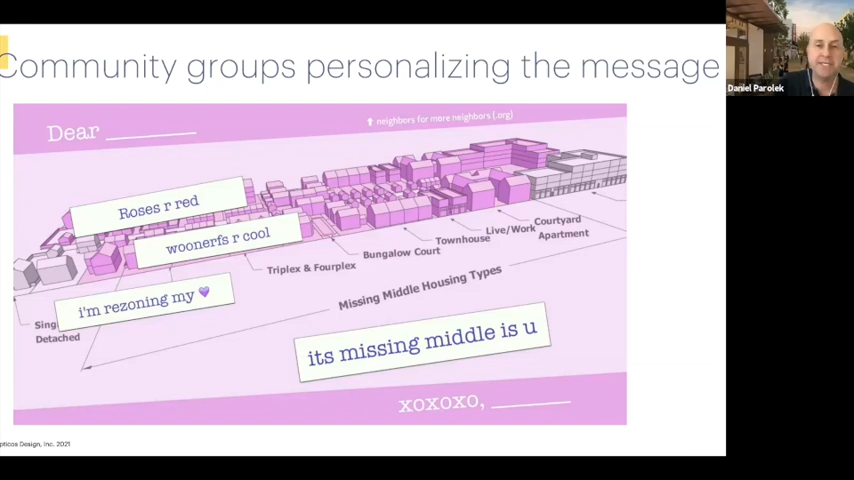 Community groups personalizing the message
Daniel Parolek
Dear
neighbors for more neighbors (.org)
Roses r red
woonerfs r cool
i'm rezoning my 💜
its missing middle is u
Courtyard
Apartment
Live/Work
Townhouse
Bungalow Court
Triplex & Fourplex
Detached
Missing Middle Housing Types
xoxoxo,
Design, Inc. 2021